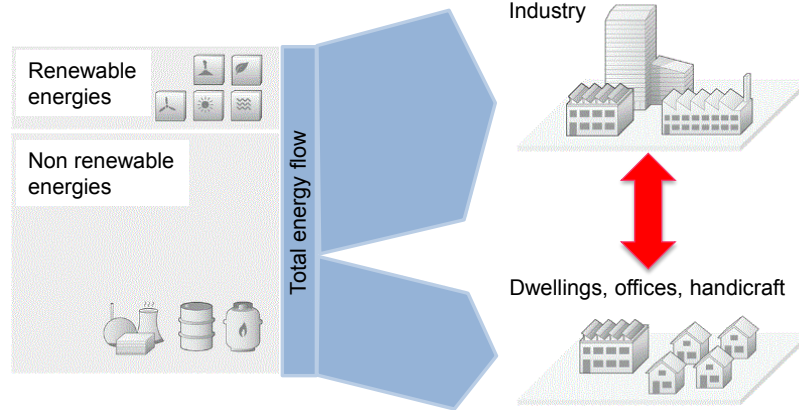 Industry
Renewable
energies
Non renewable
energies
Total energy flow
Dwellings, offices, handicraft